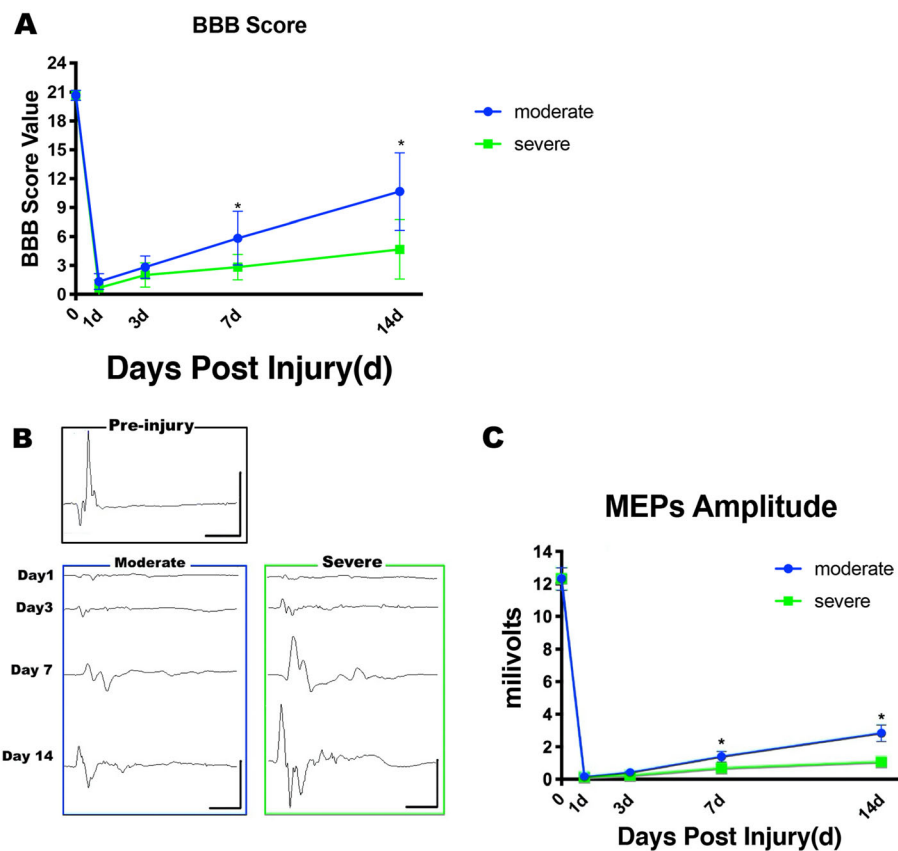 A
BBB Score
BBB Score Value
24
21
18
15
12
9
6
3
0
0
1d
3d
7d
14d
*
*
Days Post Injury(d)
moderate
severe
B
Pre-injury
Moderate
Severe
Day1
Day3
Day 7
Day 14
C
MEPs Amplitude
milivolts
14
12
10
8
6
4
2
0
0
1d
3d
7d
14d
*
*
Days Post Injury(d)
moderate
severe